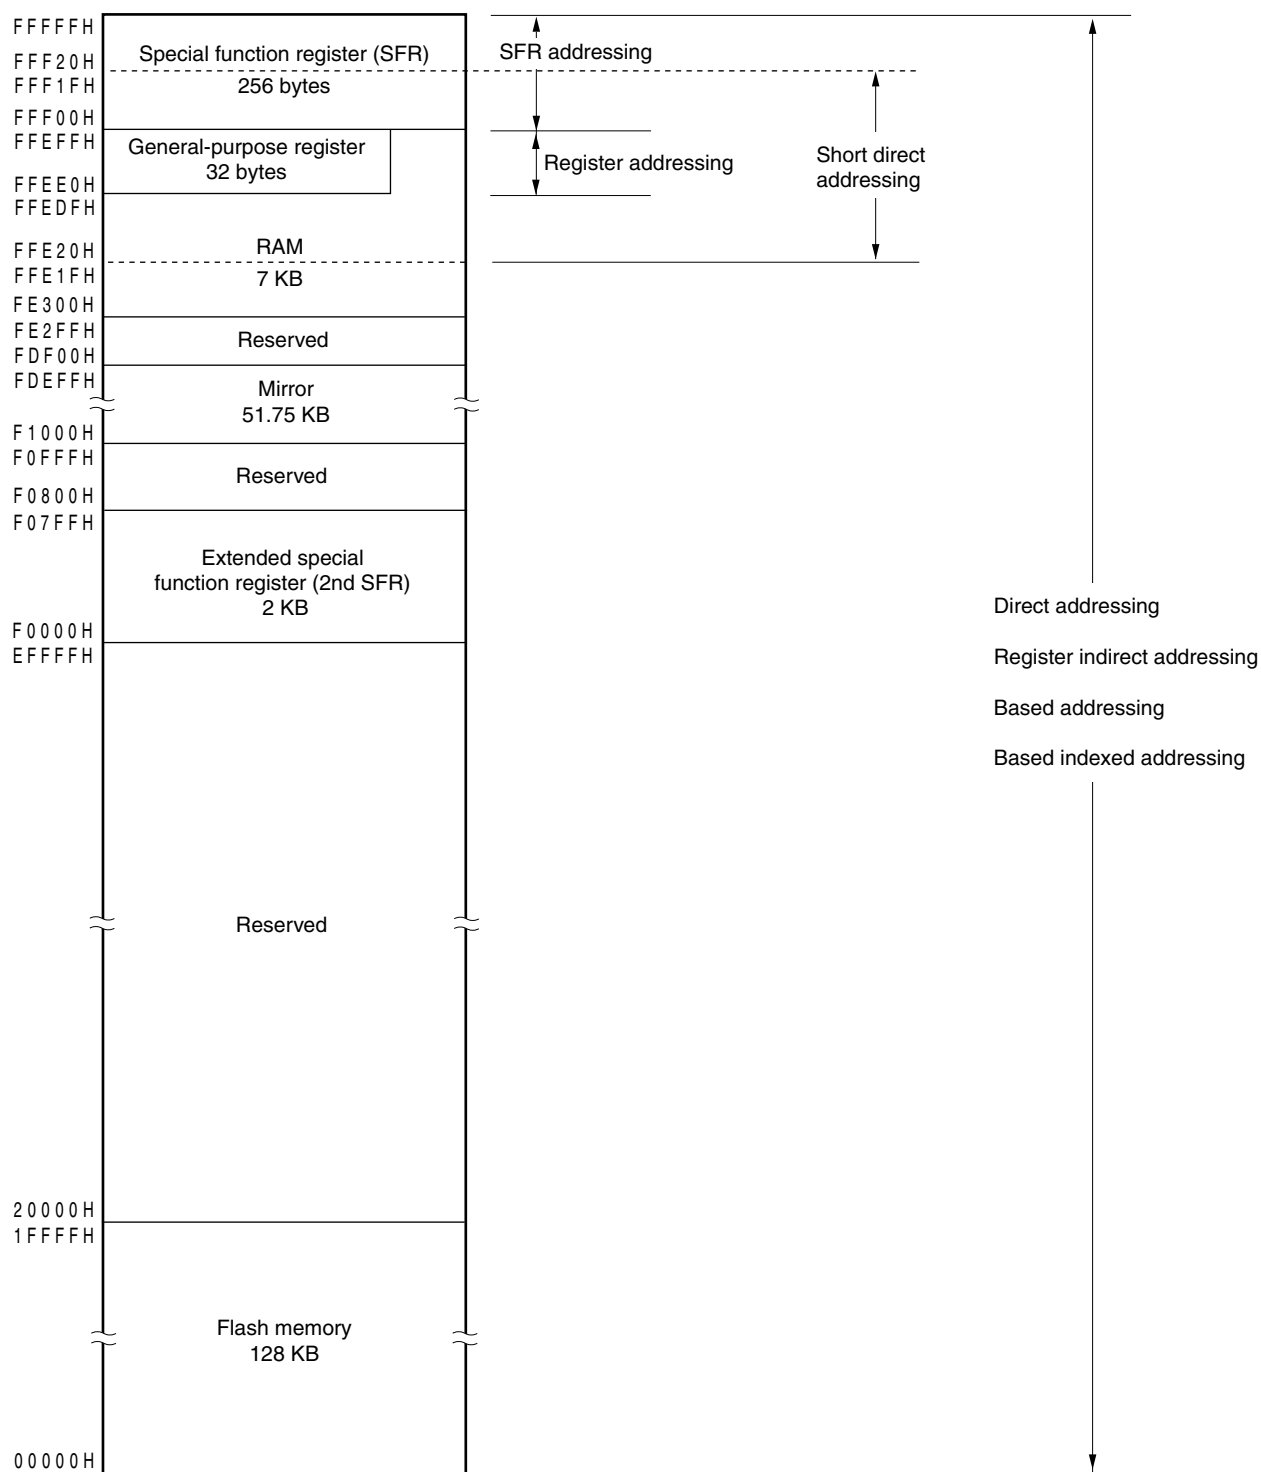 FFFFFH
Special function register (SFR)
256 bytes
SFR addressing
FFF20H
FFF1FH
FFF00H
FFEFFH
General-purpose register
32 bytes
Register addressing
Short direct
addressing
FFEE0H
FFEDFH
RAM
7 KB
FFE20H
FFE1FH
FE300H
FE2FFH
Reserved
FDF00H
FDEFFH
Mirror
51.75 KB
F1000H
F0FFFH
Reserved
F0800H
F07FFH
Extended special
function register (2nd SFR)
2 KB
F0000H
EFFFFH
Direct addressing
Register indirect addressing
Based addressing
Based indexed addressing
Reserved
20000H
1FFFFH
Flash memory
128 KB
00000H